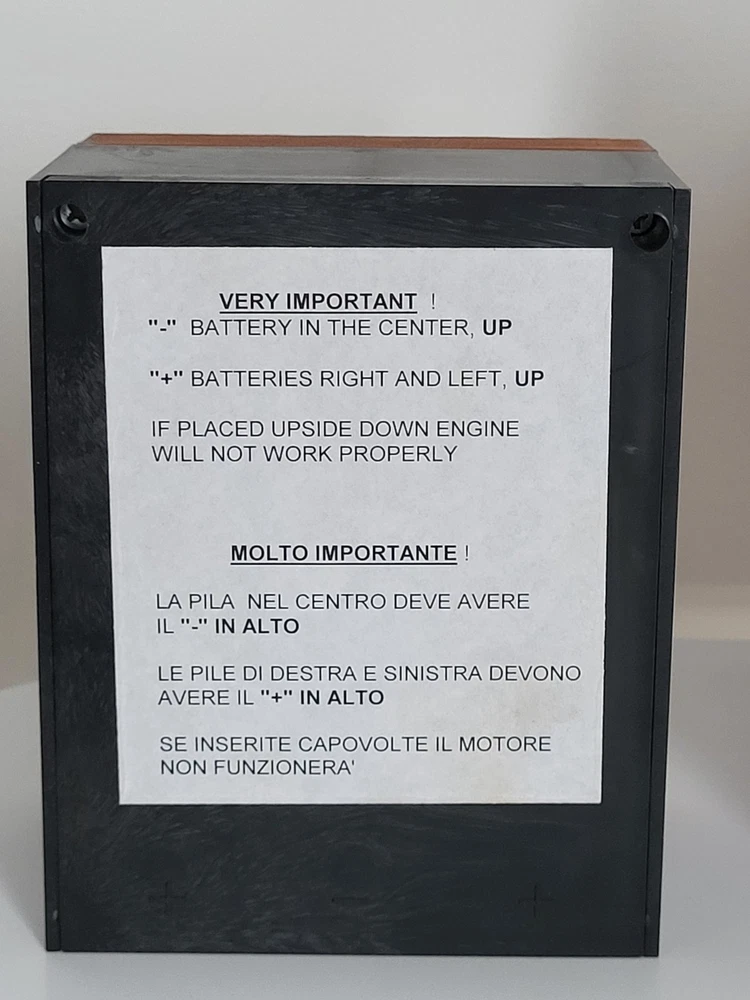 VERY IMPORTANT !
"-" BATTERY IN THE CENTER, UP
"+" BATTERIES RIGHT AND LEFT, UP
IF PLACED UPSIDE DOWN ENGINE
WILL NOT WORK PROPERLY
MOLTO IMPORTANTE !
LA PILA NEL CENTRO DEVE AVERE
IL "-" IN ALTO
LE PILE DI DESTRA E SINISTRA DEVONO
AVERE IL "+" IN ALTO
SE INSERITE CAPOVOLTE IL MOTORE
NON FUNZIONERA'
+ − +